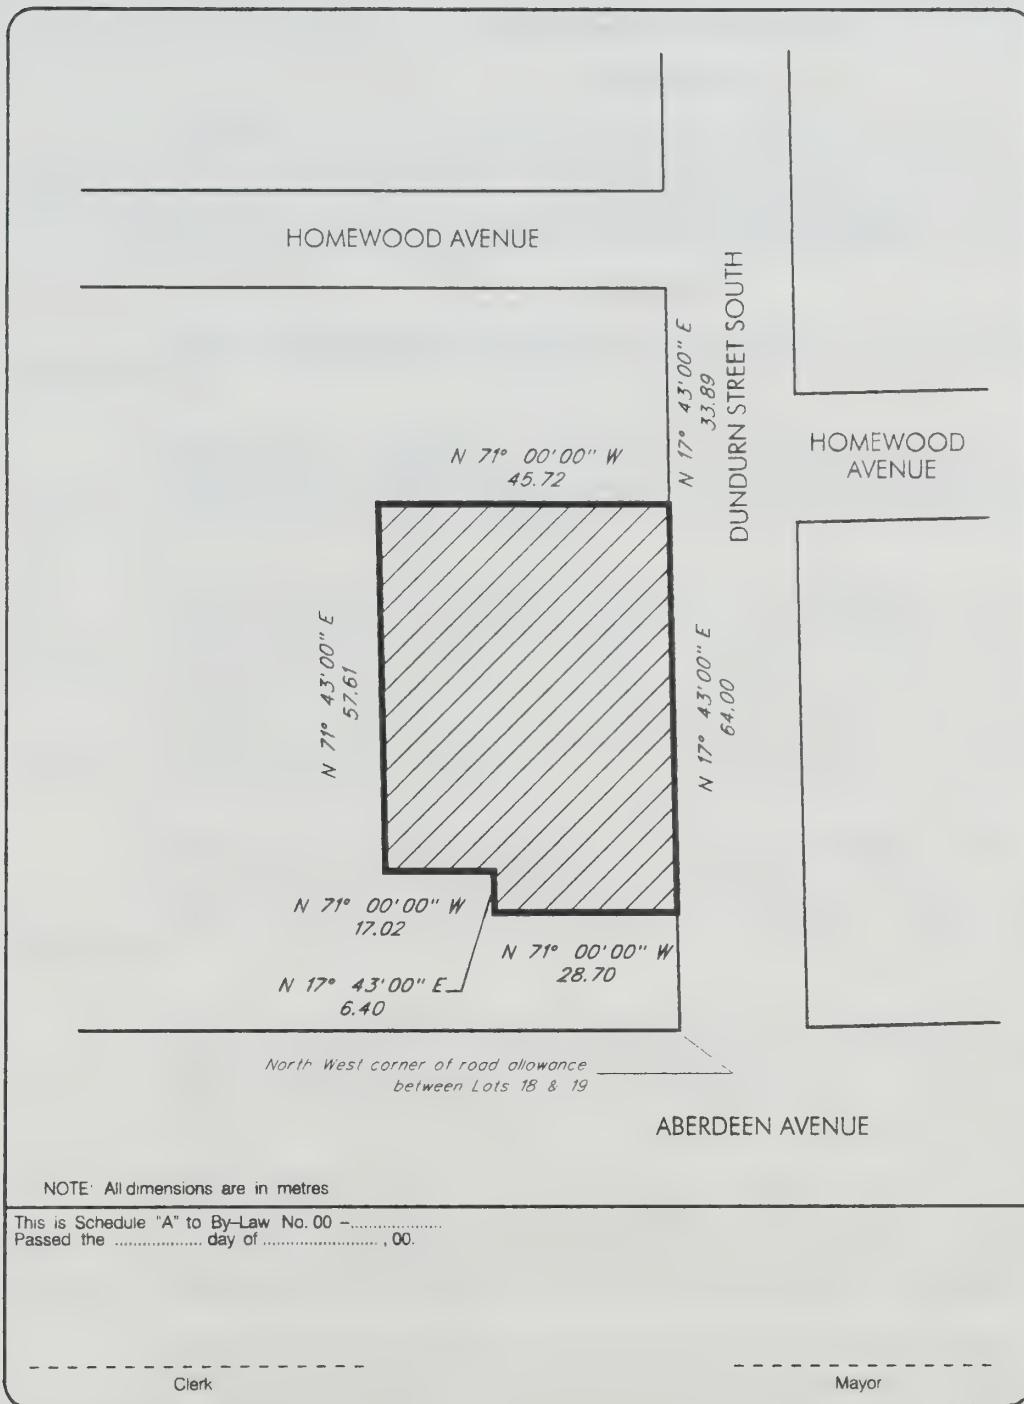 HOMEWOOD AVENUE
DUNDURN STREET SOUTH
N 17° 43'00" E
33.89
HOMEWOOD
AVENUE
N 71° 00'00" W
45.72
N 71° 43'00" E
57.61
N 17° 43'00" E
64.00
N 71° 00'00" W
17.02
N 71° 00'00" W
28.70
N 17° 43'00" E
6.40
North West corner of road allowance
between Lots 18 & 19
ABERDEEN AVENUE
NOTE: All dimensions are in metres
This is Schedule "A" to By-Law No. 00 -....................
Passed the ................... day of ........................ , 00.
Clerk
Mayor